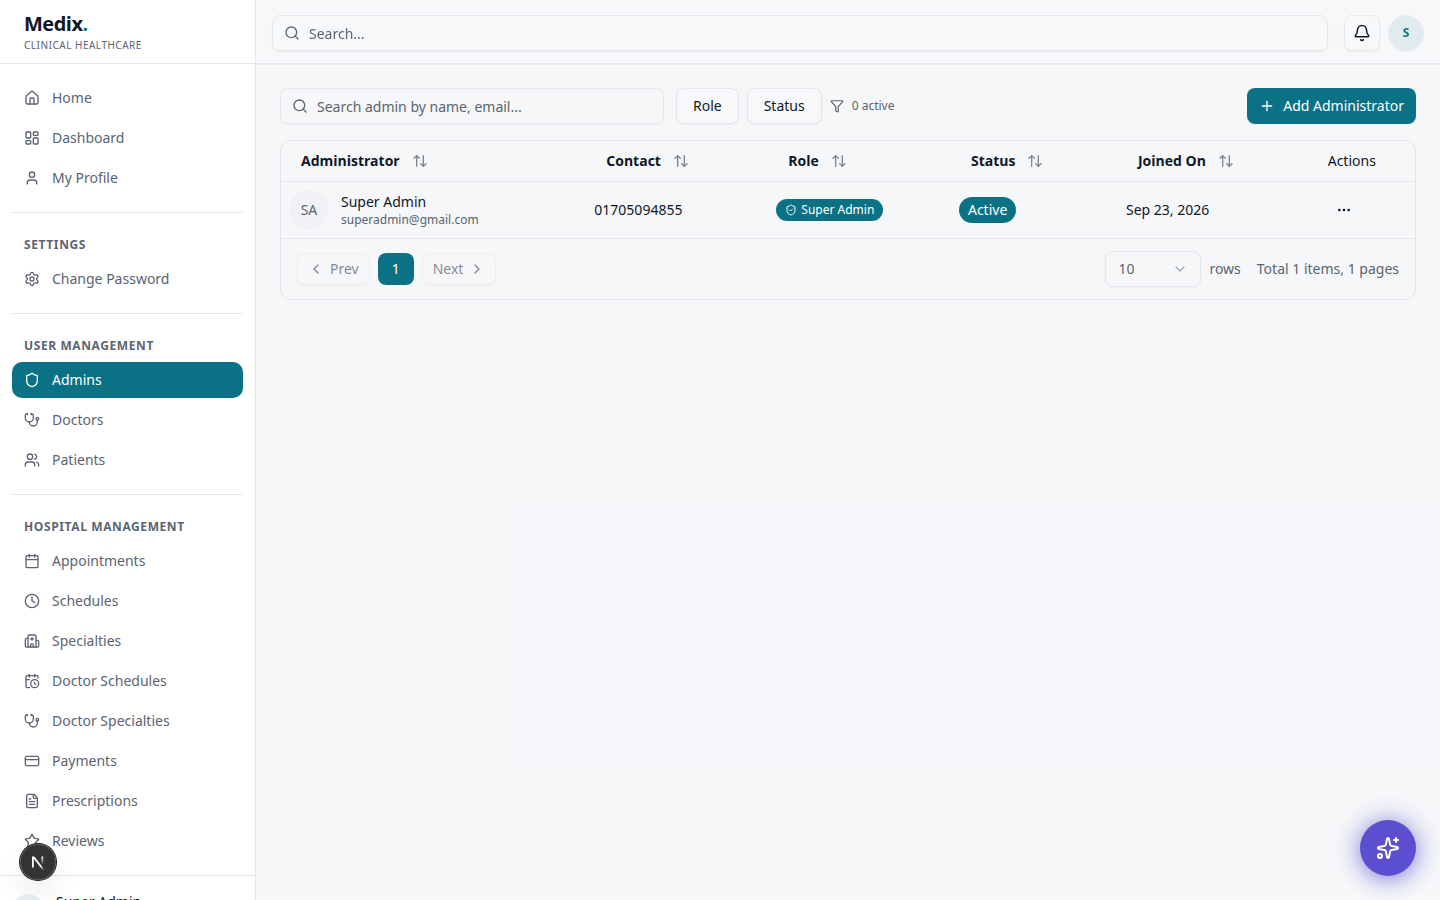 Medix.
CLINICAL HEALTHCARE
Home
Dashboard
My Profile
SETTINGS
Change Password
USER MANAGEMENT
Admins
Doctors
Patients
HOSPITAL MANAGEMENT
Appointments
Schedules
Specialties
Doctor Schedules
Doctor Specialties
Payments
Prescriptions
Reviews
N
Super Admin
Search...
S
Search admin by name, email...
Role
Status
0 active
Add Administrator
Administrator Contact Role Status Joined On Actions
SA
Super Admin
superadmin@gmail.com
01705094855
Super Admin
Active
Sep 23, 2026
Prev 1 Next
10 rows Total 1 items, 1 pages